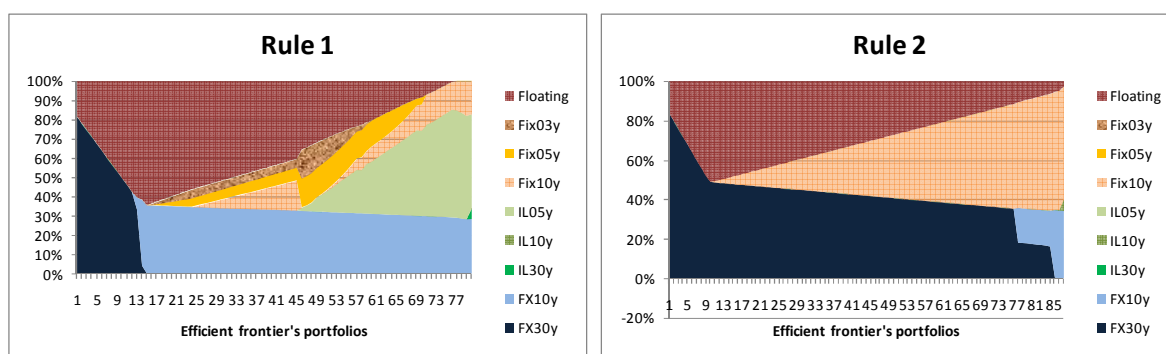 Rule 1
100%
90%
80%
70%
60%
50%
40%
30%
20%
10%
0%
1 5 9 13 17 21 25 29 33 37 41 45 49 53 57 61 65 69 73 77
Efficient frontier's portfolios
Floating
Fix03y
Fix05y
Fix10y
IL05y
IL10y
IL30y
FX10y
FX30y
Rule 2
100%
80%
60%
40%
20%
0%
-20%
1 5 9 13 17 21 25 29 33 37 41 45 49 53 57 61 65 69 73 77 81 85
Efficient frontier's portfolios
Floating
Fix03y
Fix05y
Fix10y
IL05y
IL10y
IL30y
FX10y
FX30y